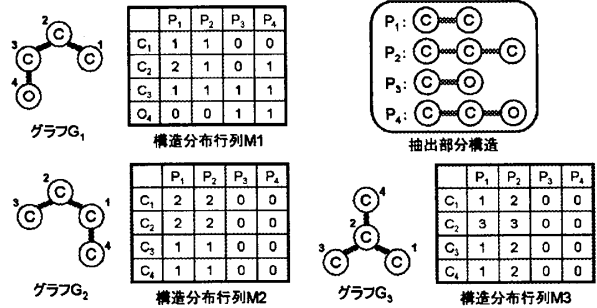 2
C
3
C
C
1
4
O
グラフG1
P1 P2 P3 P4
C1 1 1 0 0
C2 2 1 0 1
C3 1 1 1 1
O4 0 0 1 1
構造分布行列M1
P1: C C
P2: C C C
P3: C O
P4: C C O
抽出部分構造
2
C
3
C
C
1
C
4
グラフG2
P1 P2 P3 P4
C1 2 2 0 0
C2 2 2 0 0
C3 1 1 0 0
C4 1 1 0 0
構造分布行列M2
4
C
2
C
3
C
C
1
グラフG3
P1 P2 P3 P4
C1 1 2 0 0
C2 3 3 0 0
C3 1 2 0 0
C4 1 2 0 0
構造分布行列M3